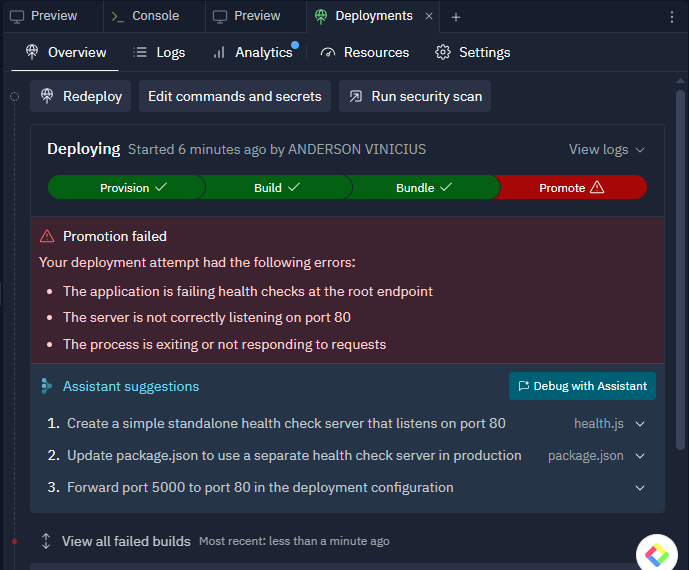 Preview Console Preview Deployments
Overview Logs Analytics Resources Settings
Redeploy Edit commands and secrets Run security scan
Deploying Started 6 minutes ago by ANDERSON VINICIUS View logs
Provision Build Bundle Promote
Promotion failed
Your deployment attempt had the following errors:
• The application is failing health checks at the root endpoint
• The server is not correctly listening on port 80
• The process is exiting or not responding to requests
Assistant suggestions Debug with Assistant
1. Create a simple standalone health check server that listens on port 80 health.js
2. Update package.json to use a separate health check server in production package.json
3. Forward port 5000 to port 80 in the deployment configuration
View all failed builds Most recent: less than a minute ago